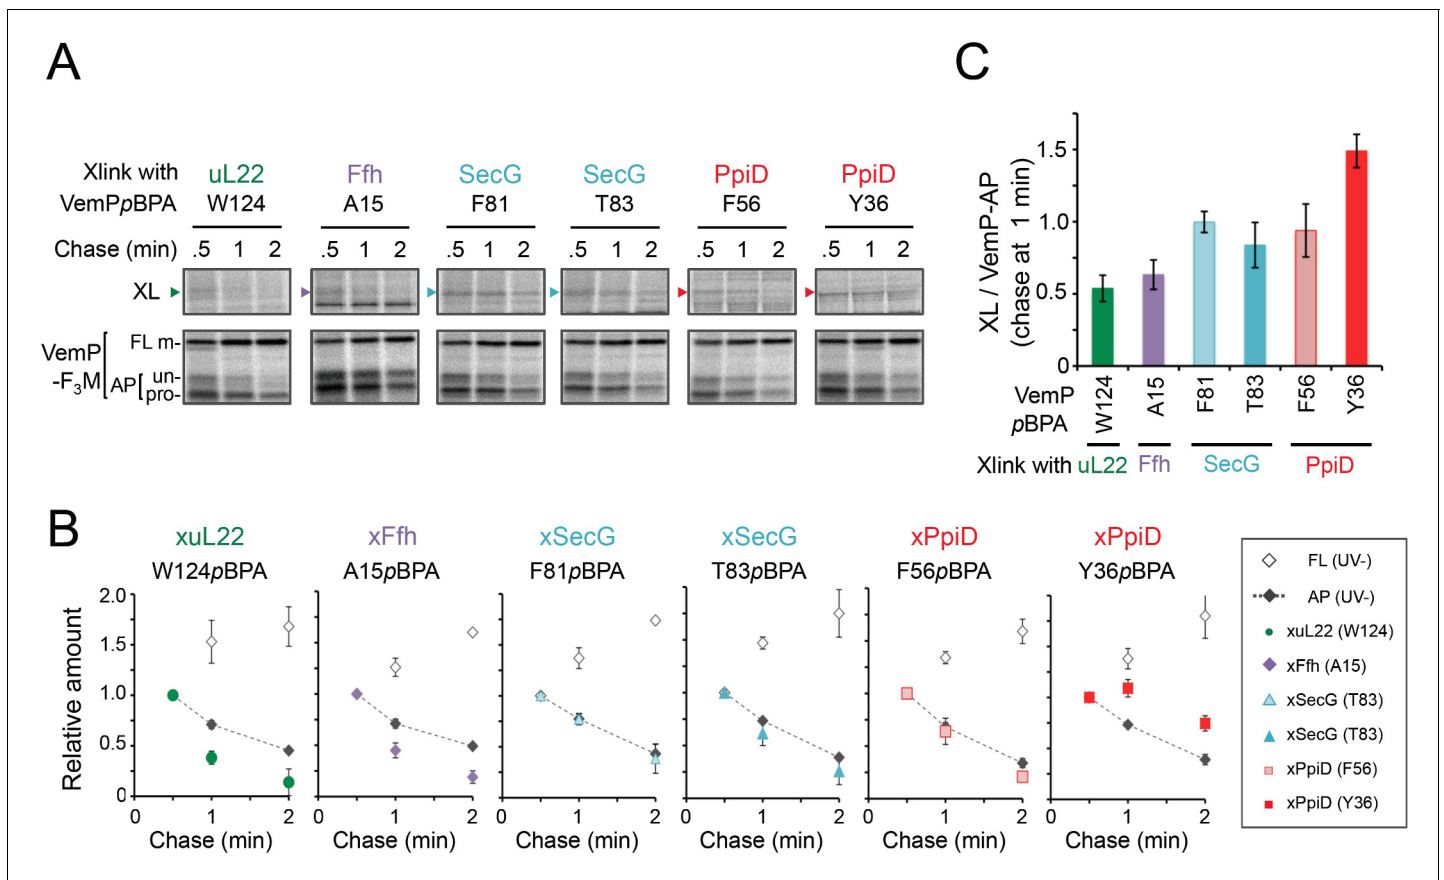 A
Xlink with uL22 Ffh SecG SecG PpiD PpiD
VemPpBPA W124 A15 F81 T83 F56 Y36
Chase (min) .5 1 2 .5 1 2 .5 1 2 .5 1 2 .5 1 2 .5 1 2
XL
VemP -F3M
FL m-
AP
un-
pro-
C
XL / VemP-AP
(chase at 1 min)
1.5
1.0
0.5
0
VemP pBPA W124 A15 F81 T83 F56 Y36
Xlink with uL22 Ffh SecG PpiD
B
xuL22 xFfh xSecG xSecG xPpiD xPpiD
W124pBPA A15pBPA F81pBPA T83pBPA F56pBPA Y36pBPA
Relative amount
2.0
1.5
1.0
0.5
0
0 1 2 0 1 2 0 1 2 0 1 2 0 1 2 0 1 2
Chase (min) Chase (min) Chase (min) Chase (min) Chase (min) Chase (min)
FL (UV-)
AP (UV-)
xuL22 (W124)
xFfh (A15)
xSecG (T83)
xSecG (T83)
xPpiD (F56)
xPpiD (Y36)